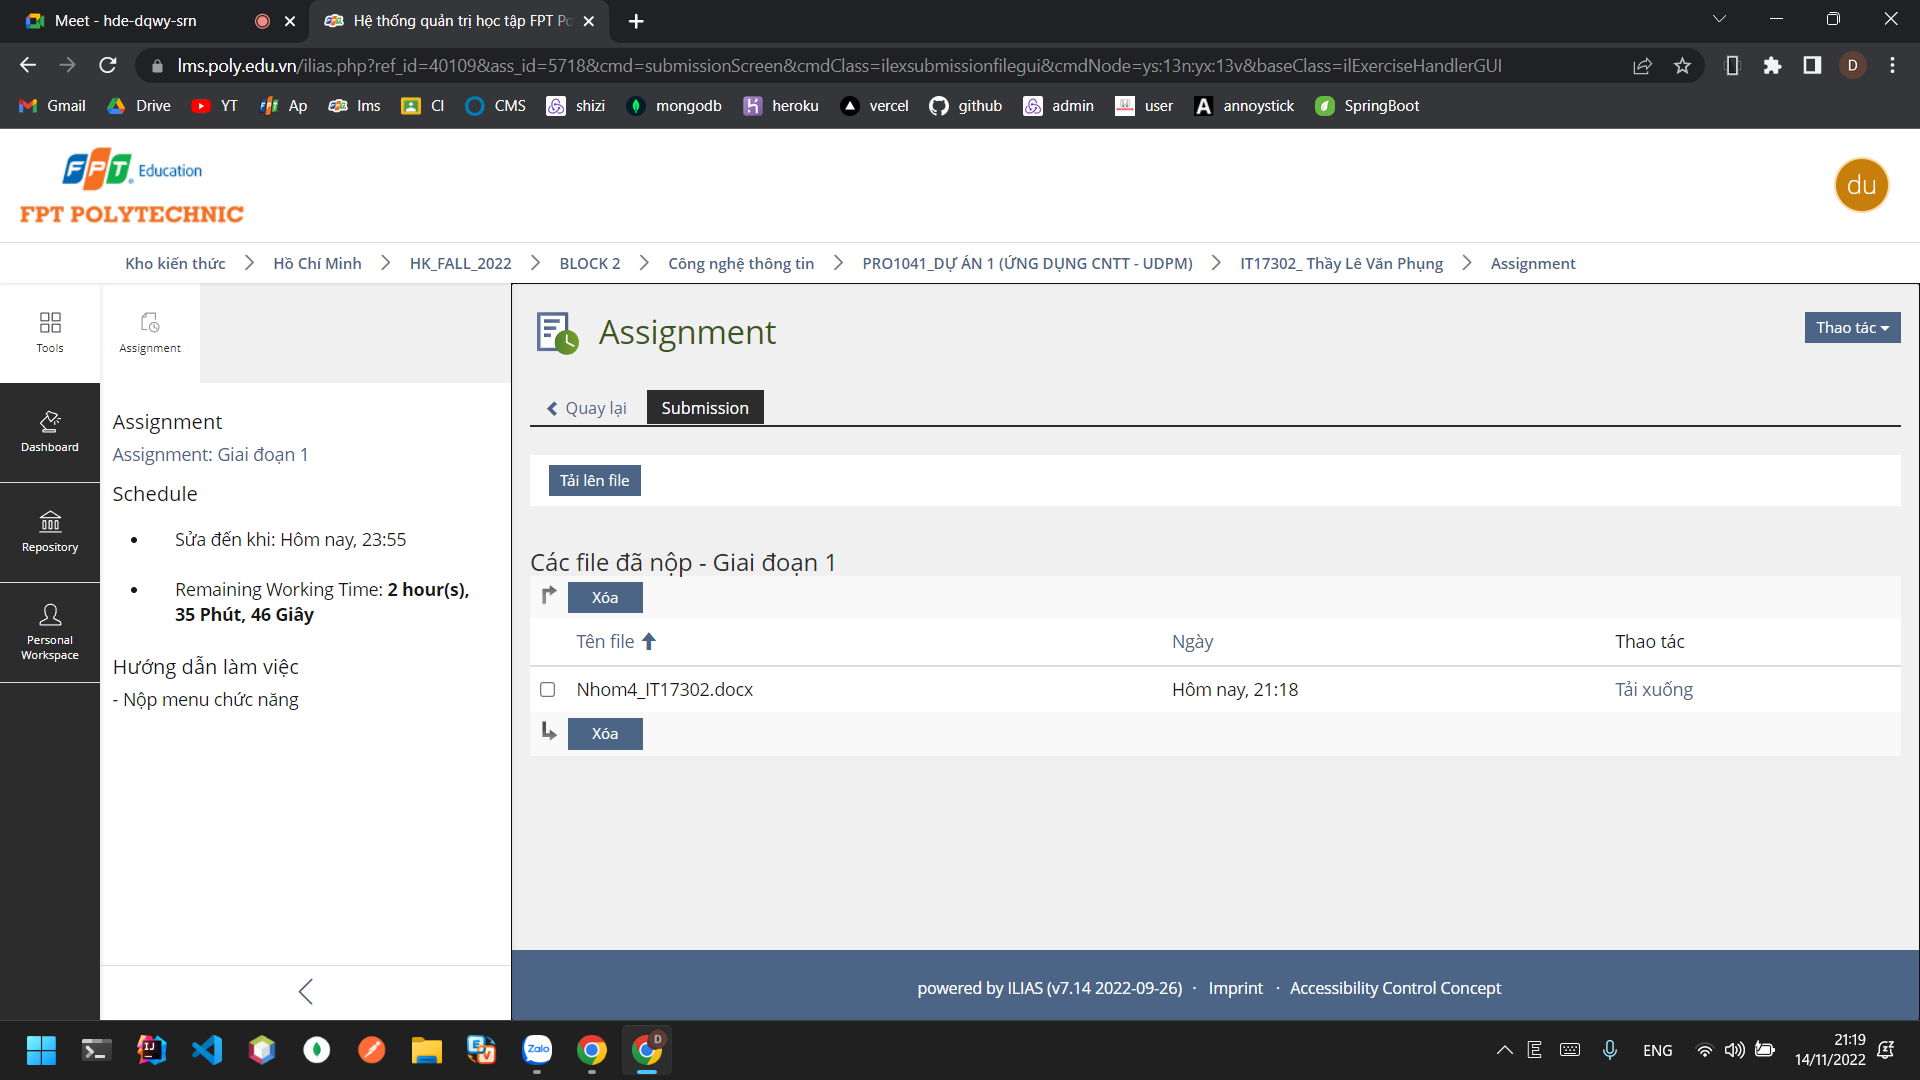 Meet - hde-dqwy-srn
Hệ thống quản trị học tập FPT Po
lms.poly.edu.vn/ilias.php?ref_id=40109&ass_id=5718&cmd=submissionScreen&cmdClass=ilexsubmissionfilegui&cmdNode=ys:13n:yx:13v&baseClass=ilExerciseHandlerGUI
D
Gmail Drive YT Ap lms Cl CMS shizi mongodb heroku vercel github admin user annoystick SpringBoot
FPT Education
FPT POLYTECHNIC
du
Kho kiến thức Hồ Chí Minh HK_FALL_2022 BLOCK 2 Công nghệ thông tin PRO1041_DỰ ÁN 1 (ỨNG DỤNG CNTT - UDPM) IT17302_ Thầy Lê Văn Phụng Assignment
Tools
Dashboard
Repository
Personal
Workspace
Assignment
Assignment
Assignment: Giai đoạn 1
Schedule
• Sửa đến khi: Hôm nay, 23:55
• Remaining Working Time: 2 hour(s),
35 Phút, 46 Giây
Hướng dẫn làm việc
- Nộp menu chức năng
Assignment
Thao tác
Quay lại Submission
Tải lên file
Các file đã nộp - Giai đoạn 1
Xóa
Tên file Ngày Thao tác
Nhom4_IT17302.docx Hôm nay, 21:18 Tải xuống
Xóa
powered by ILIAS (v7.14 2022-09-26) · Imprint · Accessibility Control Concept
Zalo
D
ENG
21:19
14/11/2022